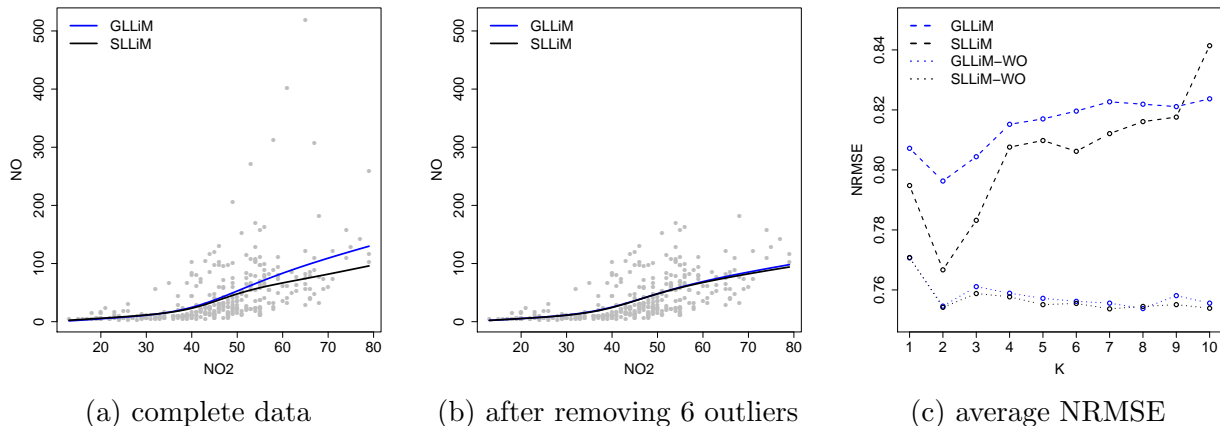 GLLiM
SLLiM
NO
0 100 200 300 400 500
20 30 40 50 60 70 80
NO2
(a) complete data
GLLiM
SLLiM
NO
0 100 200 300 400 500
20 30 40 50 60 70 80
NO2
(b) after removing 6 outliers
GLLiM
SLLiM
GLLiM−WO
SLLiM−WO
NRMSE
0.76 0.78 0.80 0.82 0.84
1 2 3 4 5 6 7 8 9 10
K
(c) average NRMSE